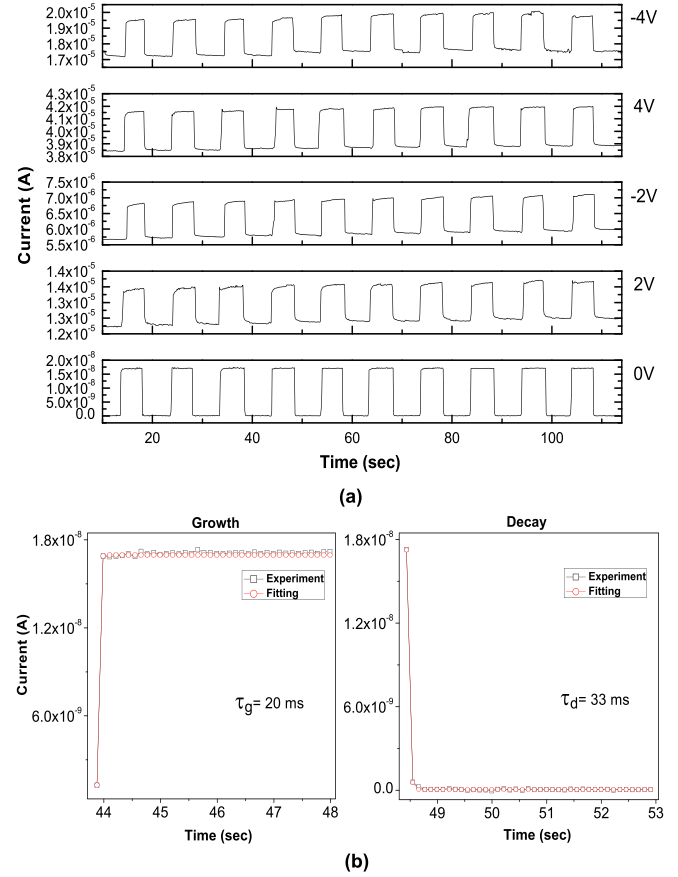 2.0x10⁻⁵
1.9x10⁻⁵
1.8x10⁻⁵
1.7x10⁻⁵
-4V
4.3x10⁻⁵
4.2x10⁻⁵
4.0x10⁻⁵
3.9x10⁻⁵
3.8x10⁻⁵
4V
7.5x10⁻⁶
7.0x10⁻⁶
6.5x10⁻⁶
6.0x10⁻⁶
5.5x10⁻⁶
-2V
1.4x10⁻⁵
1.3x10⁻⁵
1.3x10⁻⁵
1.2x10⁻⁵
2V
2.0x10⁻⁸
1.5x10⁻⁸
1.0x10⁻⁸
5.0x10⁻⁹
0.0
0V
Current (A)
20 40 60 80 100
Time (sec)
(a)
Growth
1.8x10⁻⁸
1.2x10⁻⁸
6.0x10⁻⁹
Current (A)
Experiment
Fitting
τg= 20 ms
44 45 46 47 48
Time (sec)
Decay
1.8x10⁻⁸
1.2x10⁻⁸
6.0x10⁻⁹
0.0
Experiment
Fitting
τd= 33 ms
49 50 51 52 53
Time (sec)
(b)